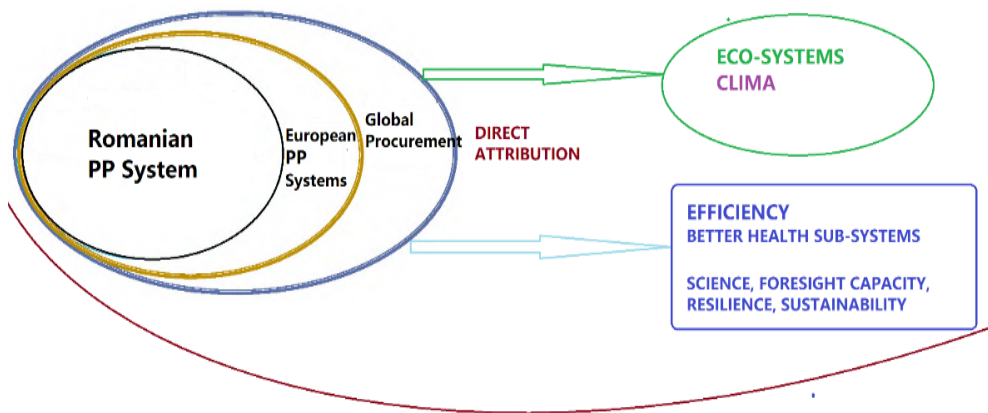 Romanian
PP System
European
PP
Systems
Global
Procurement
DIRECT
ATTRIBUTION
ECO-SYSTEMS
CLIMA
EFFICIENCY
BETTER HEALTH SUB-SYSTEMS
SCIENCE, FORESIGHT CAPACITY,
RESILIENCE, SUSTAINABILITY